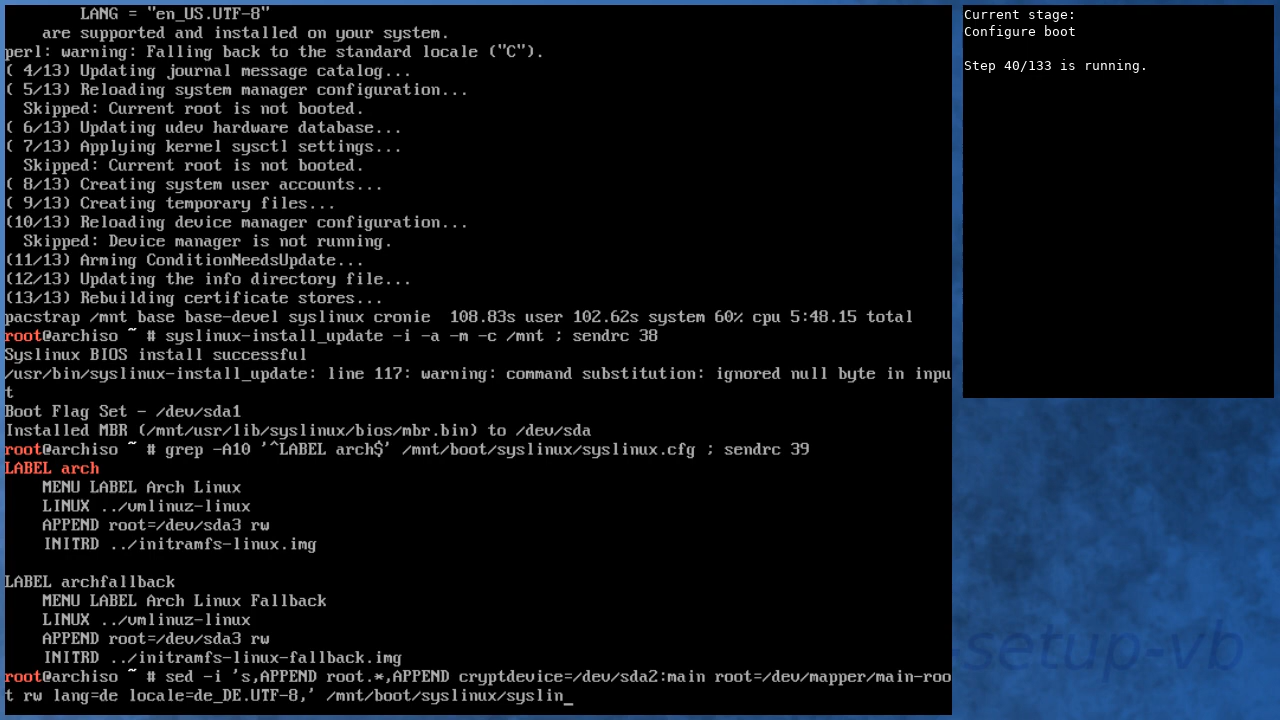 LANG = "en_US.UTF-8"
are supported and installed on your system.
perl: warning: Falling back to the standard locale ("C").
( 4/13) Updating journal message catalog...
( 5/13) Reloading system manager configuration...
Skipped: Current root is not booted.
( 6/13) Updating udev hardware database...
( 7/13) Applying kernel sysctl settings...
Skipped: Current root is not booted.
( 8/13) Creating system user accounts...
( 9/13) Creating temporary files...
(10/13) Reloading device manager configuration...
Skipped: Device manager is not running.
(11/13) Arming ConditionNeedsUpdate...
(12/13) Updating the info directory file...
(13/13) Rebuilding certificate stores...
pacstrap /mnt base base-devel syslinux cronie  108.83s user 102.62s system 60% cpu 5:48.15 total
root@archiso ~ # syslinux-install_update -i -a -m -c /mnt ; sendrc 38
Syslinux BIOS install successful
/usr/bin/syslinux-install_update: line 117: warning: command substitution: ignored null byte in inpu
t
Boot Flag Set - /dev/sda1
Installed MBR (/mnt/usr/lib/syslinux/bios/mbr.bin) to /dev/sda
root@archiso ~ # grep -A10 '^LABEL arch$' /mnt/boot/syslinux/syslinux.cfg ; sendrc 39
LABEL arch
MENU LABEL Arch Linux
LINUX ../vmlinuz-linux
APPEND root=/dev/sda3 rw
INITRD ../initramfs-linux.img
LABEL archfallback
MENU LABEL Arch Linux Fallback
LINUX ../vmlinuz-linux
APPEND root=/dev/sda3 rw
INITRD ../initramfs-linux-fallback.img
root@archiso ~ # sed -i 's,APPEND root.*,APPEND cryptdevice=/dev/sda2:main root=/dev/mapper/main-roo
t rw lang=de locale=de_DE.UTF-8,' /mnt/boot/syslinux/syslin_
Current stage:
Configure boot
Step 40/133 is running.
-setup-vb